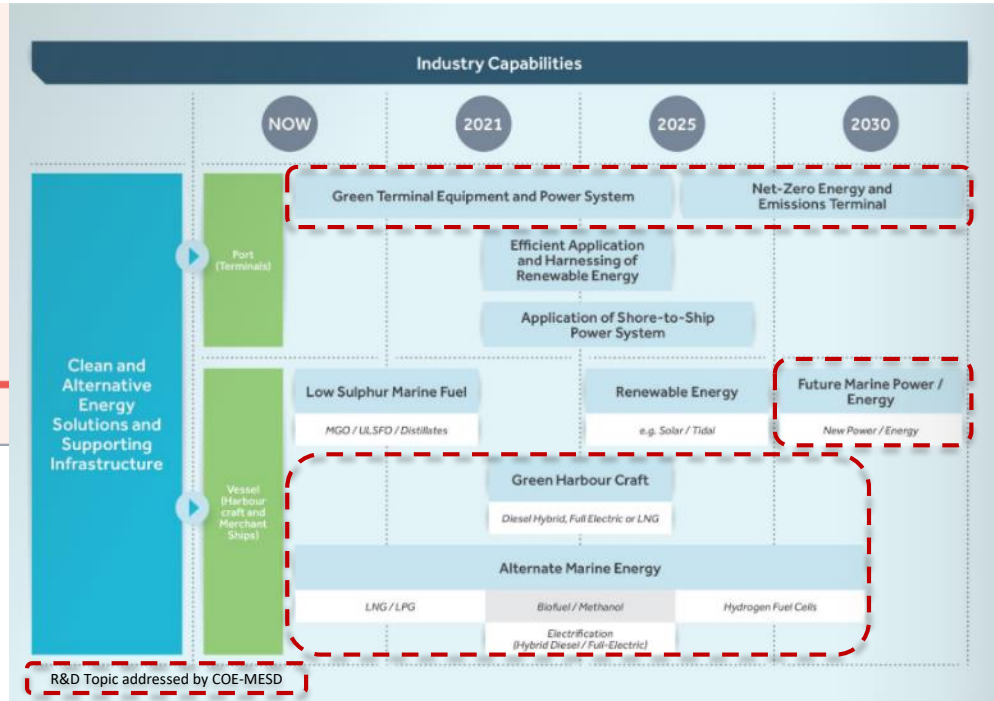 Industry Capabilities
NOW
2021
2025
2030
Clean and
Alternative
Energy
Solutions and
Supporting
Infrastructure
Port
(Terminals)
Green Terminal Equipment and Power System
Net-Zero Energy and
Emissions Terminal
Efficient Application
and Harnessing of
Renewable Energy
Application of Shore-to-Ship
Power System
Vessel
(Harbour
craft and
Merchant
Ships)
Low Sulphur Marine Fuel
MGO / ULSFO / Distillates
Renewable Energy
e.g. Solar / Tidal
Future Marine Power /
Energy
New Power / Energy
Green Harbour Craft
Diesel Hybrid, Full Electric or LNG
Alternate Marine Energy
LNG / LPG
Biofuel / Methanol
Hydrogen Fuel Cells
Electrification
(Hybrid Diesel / Full-Electric)
R&D Topic addressed by COE-MESD